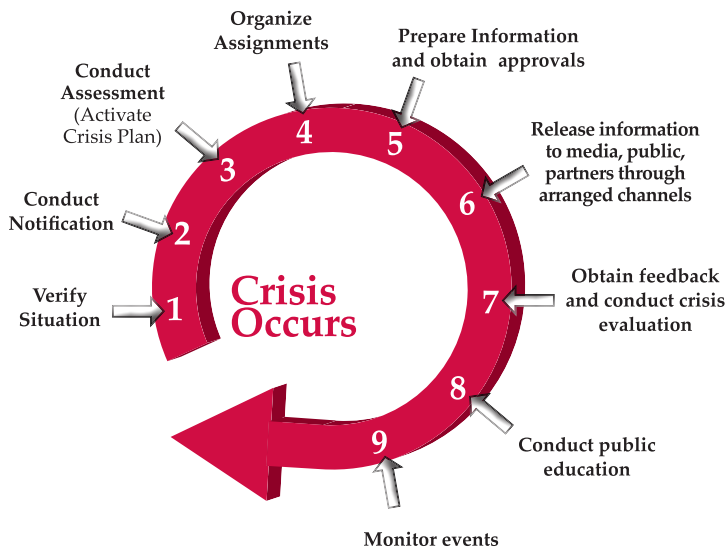 Organize
Assignments
Prepare Information
and obtain approvals
Conduct
Assessment
(Activate
Crisis Plan)
Release information
to media, public,
partners through
arranged channels
Conduct
Notification
Verify
Situation
Obtain feedback
and conduct crisis
evaluation
Conduct public
education
Monitor events
1
2
3
4
5
6
7
8
9
Crisis
Occurs